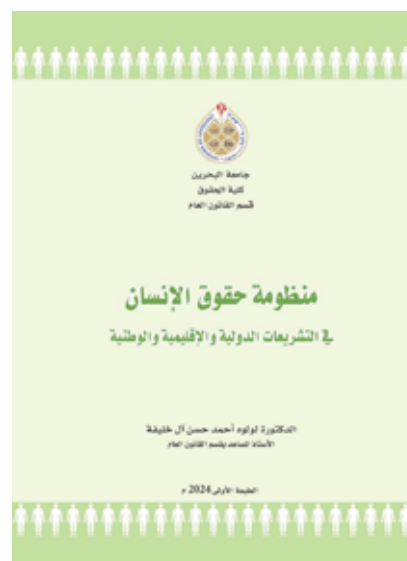 جامعة البحرين
كلية الحقوق
قسم القانون العام
منظومة حقوق الإنسان
في التشريعات الدولية والإقليمية والوطنية
الدكتورة لولوه أحمد حسن آل خليفة
الأستاذ المساعد بقسم القانون العام
الطبعة الأولى 2024 م